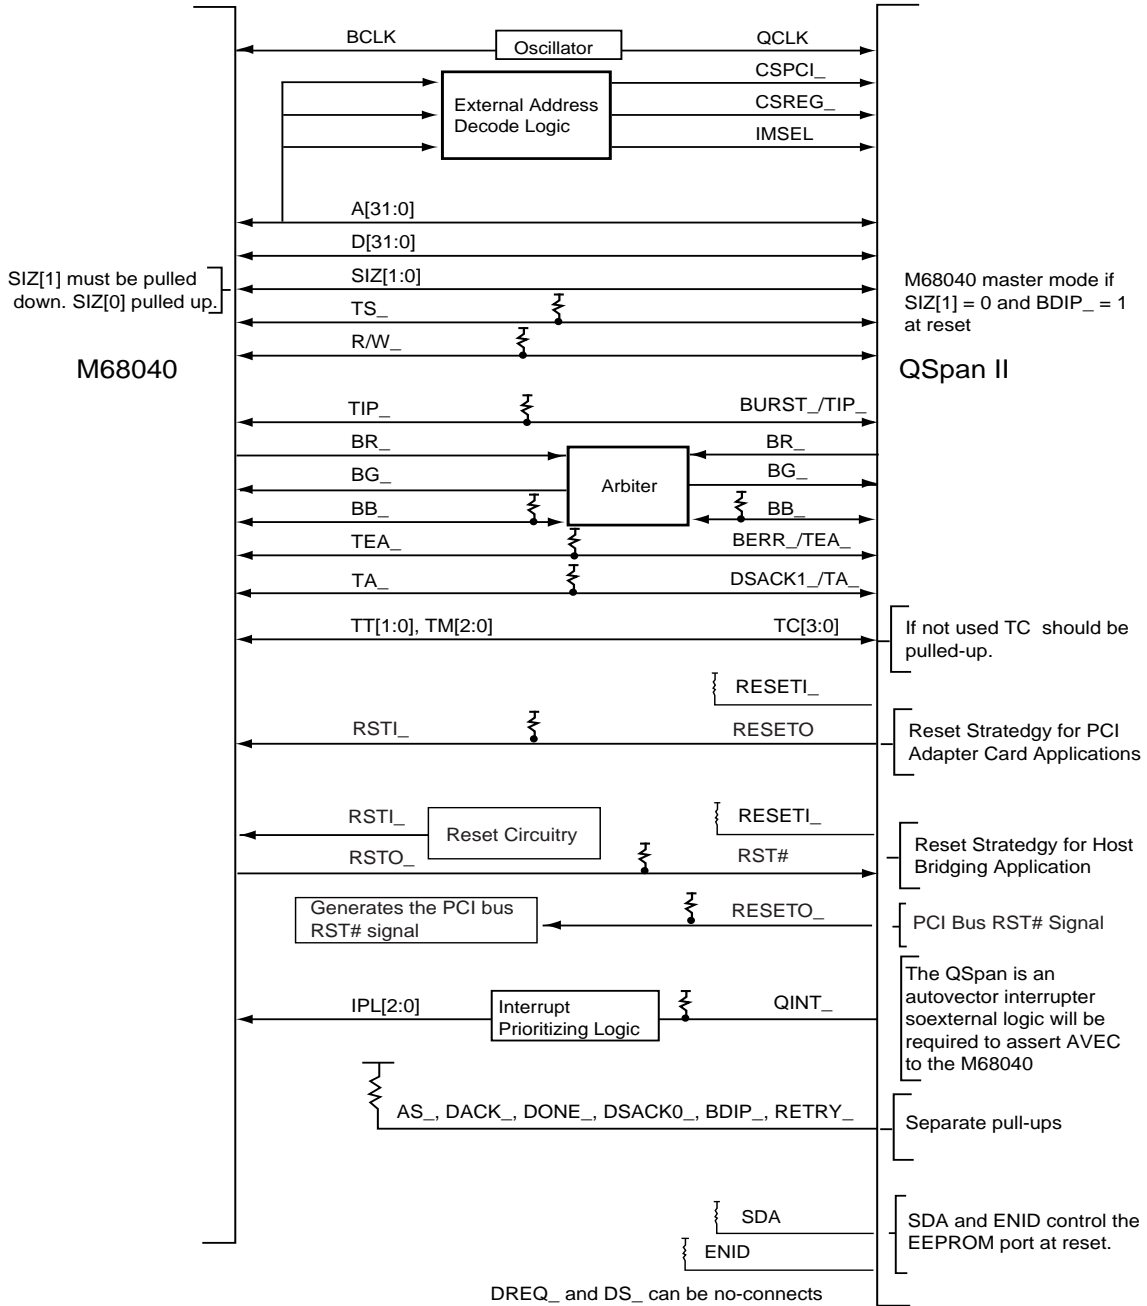 BCLK Oscillator QCLK
CSPCI_
External Address
Decode Logic
CSREG_
IMSEL
A[31:0]
D[31:0]
SIZ[1] must be pulled
down. SIZ[0] pulled up.
SIZ[1:0]
M68040 master mode if
SIZ[1] = 0 and BDIP_ = 1
at reset
TS_
R/W_
M68040
QSpan II
TIP_ BURST_/TIP_
BR_ BR_
BG_ Arbiter BG_
BB_ BB_
TEA_ BERR_/TEA_
TA_ DSACK1_/TA_
TT[1:0], TM[2:0] TC[3:0]
If not used TC should be
pulled-up.
RESETI_
RSTI_ RESETO
Reset Stratedgy for PCI
Adapter Card Applications
RSTI_ Reset Circuitry RESETI_
RSTO_ RST#
Reset Stratedgy for Host
Bridging Application
Generates the PCI bus
RST# signal
RESETO_
PCI Bus RST# Signal
IPL[2:0]
Interrupt
Prioritizing Logic
QINT_
The QSpan is an
autovector interrupter
soexternal logic will be
required to assert AVEC
to the M68040
AS_, DACK_, DONE_, DSACK0_, BDIP_, RETRY_
Separate pull-ups
SDA
ENID
SDA and ENID control the
EEPROM port at reset.
DREQ_ and DS_ can be no-connects